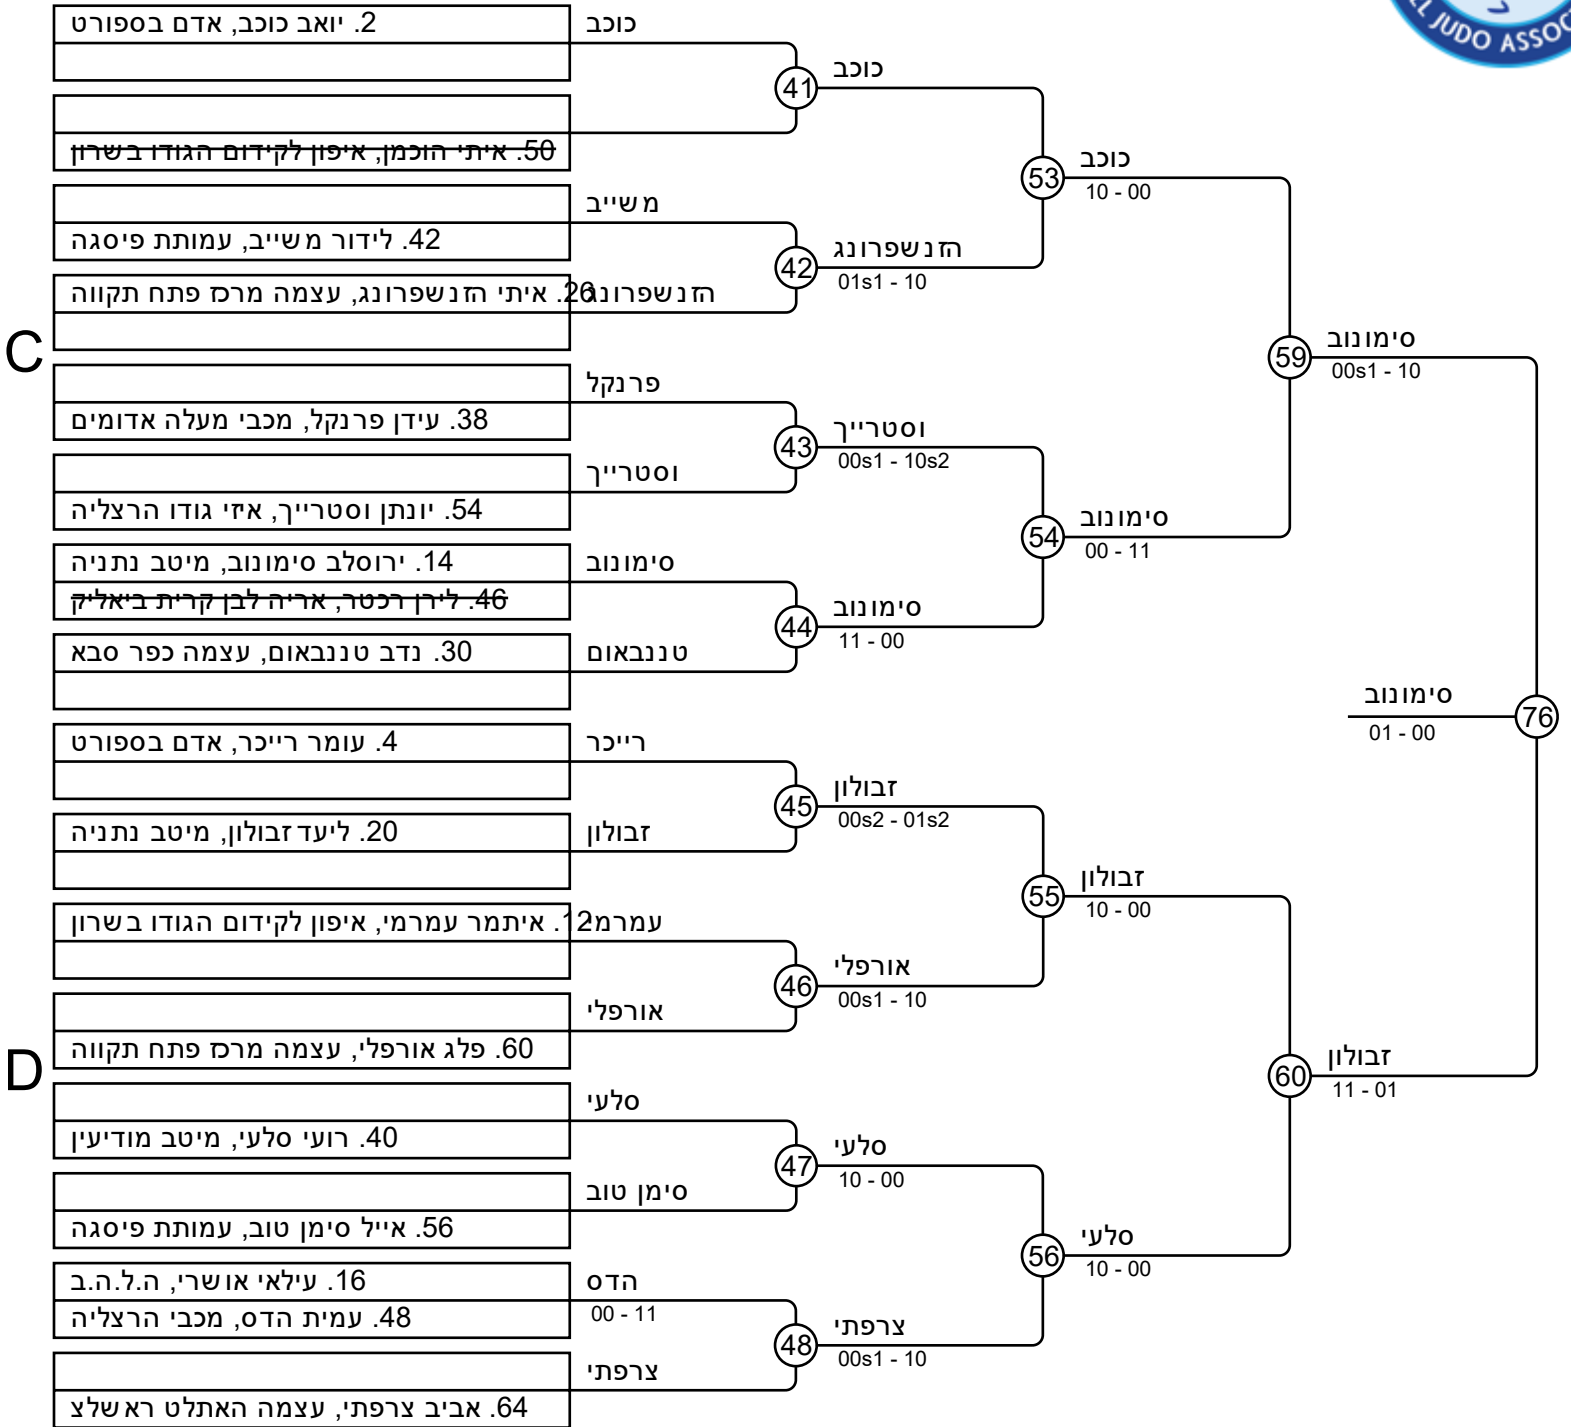 2. יואב כוכב, אדם בספורט
50. איתי הוכמן, איפון לקידום הגודו בשרון
42. לידור משייב, עמותת פיסגה
26. איתי הזנשפרונג, עצמה מרכז פתח תקווה
C
38. עידן פרנקל, מכבי מעלה אדומים
54. יונתן וסטרייך, איזי גודו הרצליה
14. ירוסלב סימונוב, מיטב נתניה
46. לירן רכטר, אריה לבן קרית ביאליק
30. נדב טננבאום, עצמה כפר סבא
4. עומר רייכר, אדם בספורט
20. ליעד זבולון, מיטב נתניה
12. איתמר עמרמי, איפון לקידום הגודו בשרון
60. פלג אורפלי, עצמה מרכז פתח תקווה
D
40. רועי סלעי, מיטב מודיעין
56. אייל סימן טוב, עמותת פיסגה
16. עילאי אושרי, ה.ל.ה.ב
48. עמית הדס, מכבי הרצליה
64. אביב צרפתי, עצמה האתלט ראשלצ
כוכב
משייב
הזנשפרונג
פרנקל
וסטרייך
סימונוב
טננבאום
רייכר
זבולון
עמרמי
אורפלי
סלעי
סימן טוב
הדס
00 - 11
צרפתי
41
כוכב
42
הזנשפרונג
01s1 - 10
43
וסטרייך
00s1 - 10s2
44
סימונוב
11 - 00
45
זבולון
00s2 - 01s2
46
אורפלי
00s1 - 10
47
סלעי
10 - 00
48
צרפתי
00s1 - 10
53
כוכב
10 - 00
54
סימונוב
00 - 11
55
זבולון
10 - 00
56
סלעי
10 - 00
59
סימונוב
00s1 - 10
60
זבולון
11 - 01
76
סימונוב
01 - 00
JUDO